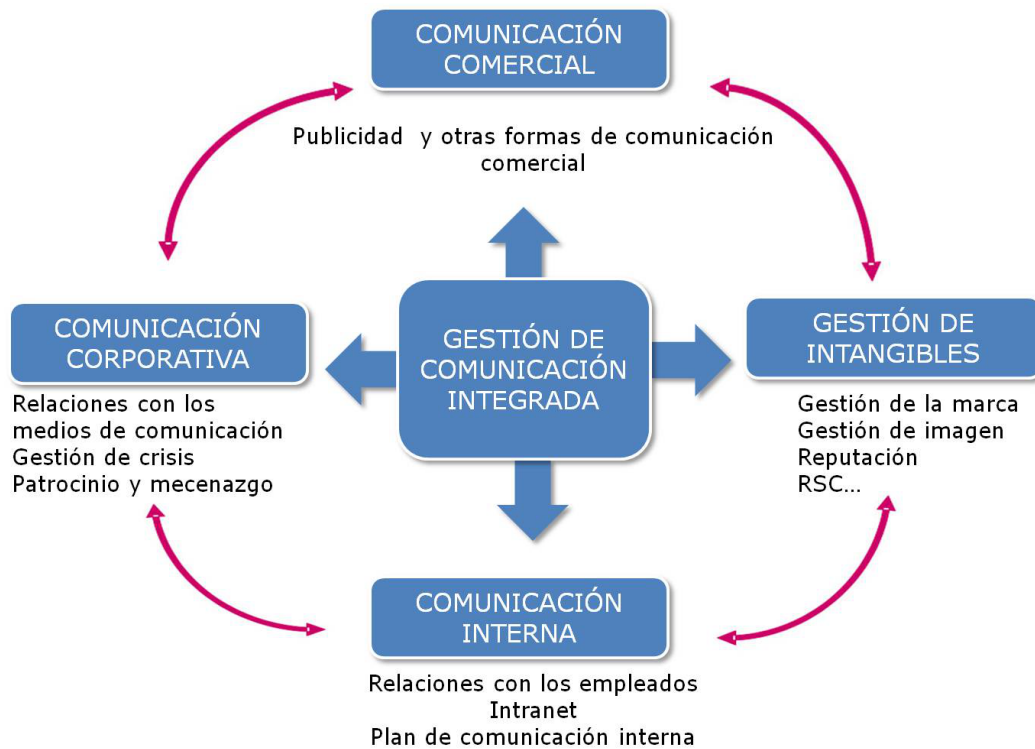 COMUNICACIÓN
COMERCIAL
Publicidad y otras formas de comunicación
comercial
COMUNICACIÓN
CORPORATIVA
Relaciones con los
medios de comunicación
Gestión de crisis
Patrocinio y mecenazgo
GESTIÓN DE
COMUNICACIÓN
INTEGRADA
GESTIÓN DE
INTANGIBLES
Gestión de la marca
Gestión de imagen
Reputación
RSC...
COMUNICACIÓN
INTERNA
Relaciones con los empleados
Intranet
Plan de comunicación interna